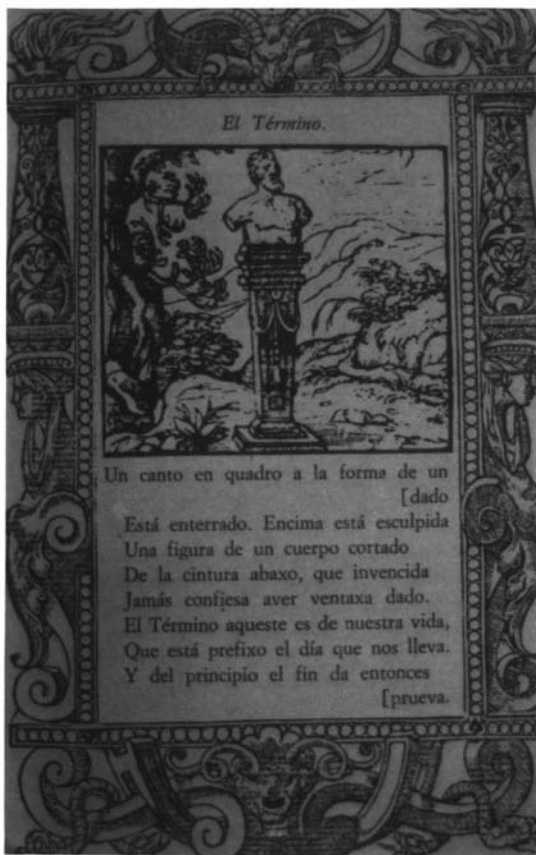 El Término.
Un canto en quadro a la forma de un
[dado
Está enterrado. Encima está esculpida
Una figura de un cuerpo cortado
De la cintura abaxo, que invencida
Jamás confiesa aver ventaxa dado.
El Término aqueste es de nuestra vida,
Que está prefixo el día que nos lleva.
Y del principio el fin da entonces
[prueva.